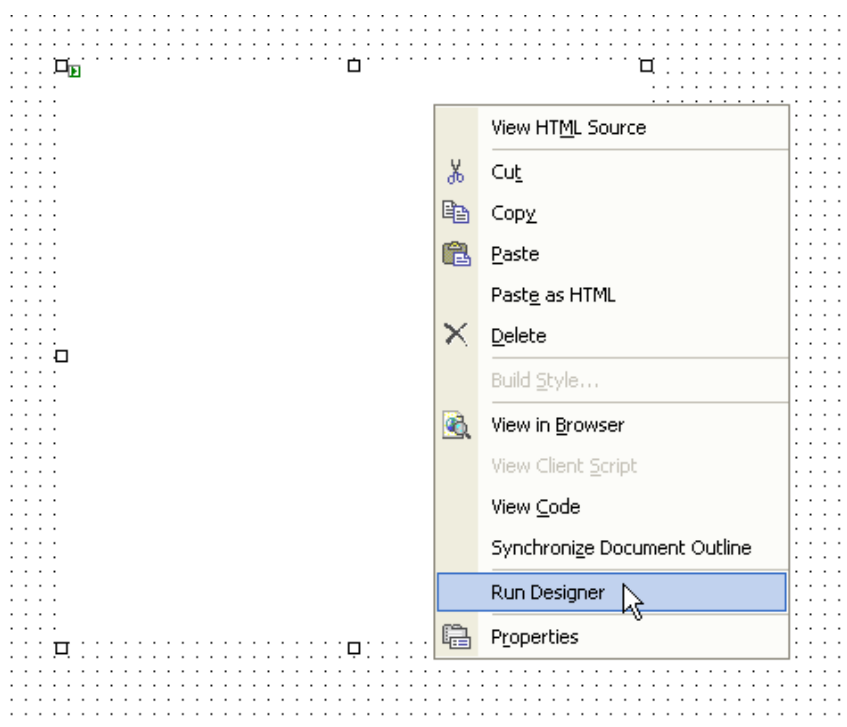 View HTML Source
Cut
Copy
Paste
Paste as HTML
Delete
Build Style...
View in Browser
View Client Script
View Code
Synchronize Document Outline
Run Designer
Properties